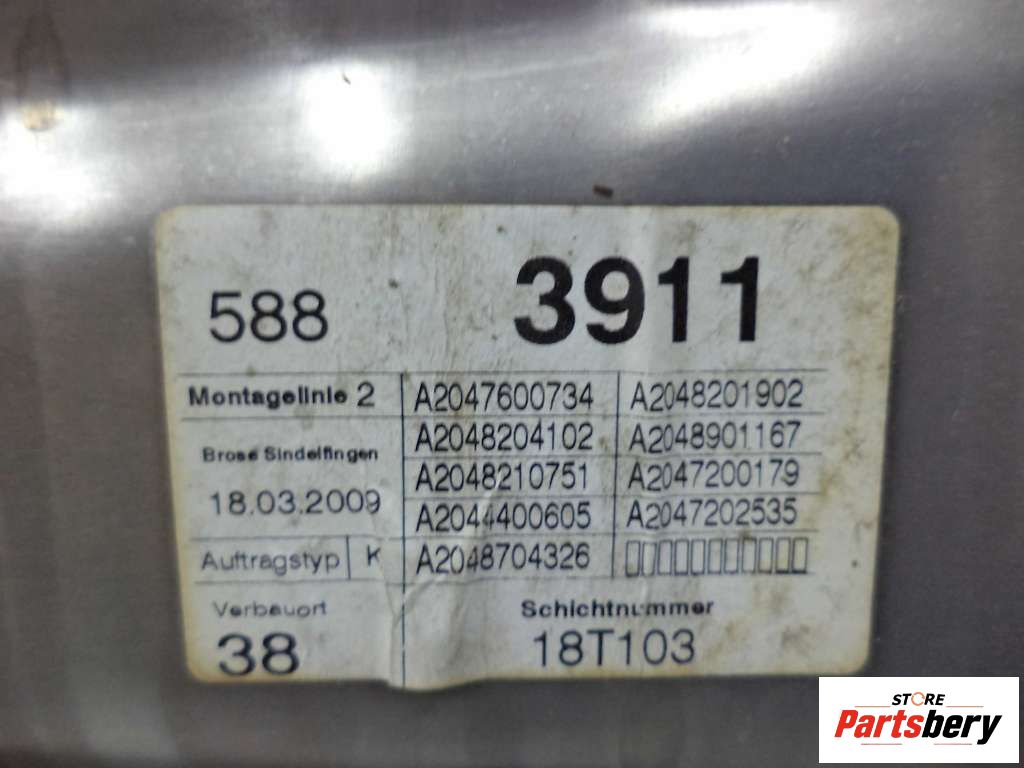 588 3911
Montagelinie 2 A2047600734 A2048201902
A2048204102 A2048901167
Brose Sindelfingen
A2048210751 A2047200179
18.03.2009
A2044400605 A2047202535
Auftragstyp K A2048704326
Verbauort Schichtnummer
38 18T103
STORE
Partsbery